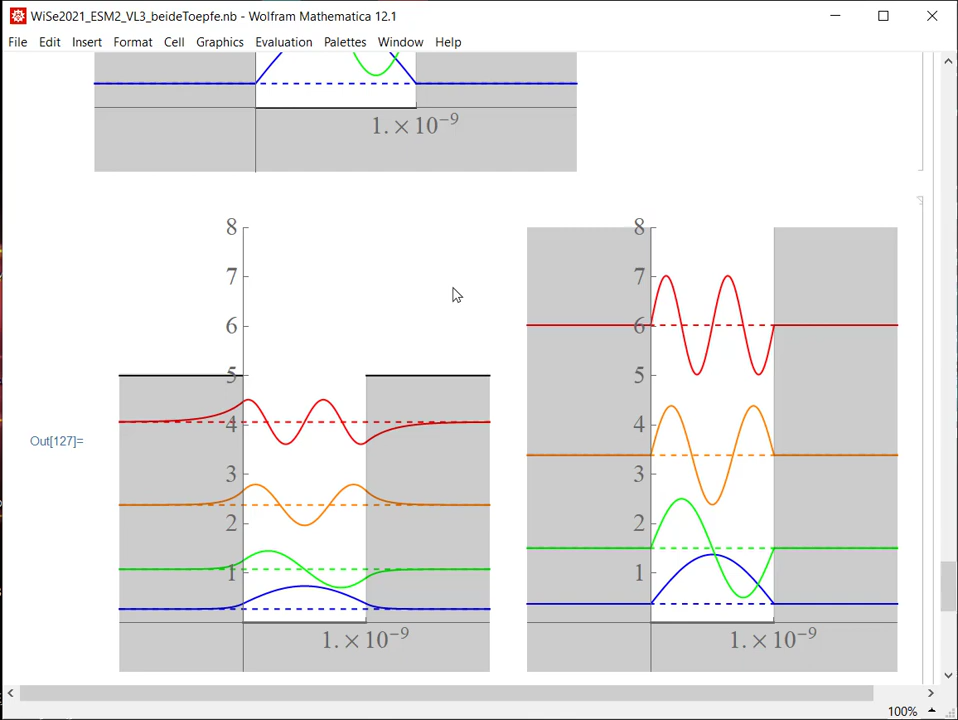 WiSe2021_ESM2_VL3_beideToepfe.nb - Wolfram Mathematica 12.1
File Edit Insert Format Cell Graphics Evaluation Palettes Window Help
1. × 10⁻⁹
8 8
7 7
6 6
5 5
4 4
Out[127]=
3 3
2 2
1 1
1. × 10⁻⁹ 1. × 10⁻⁹
100%